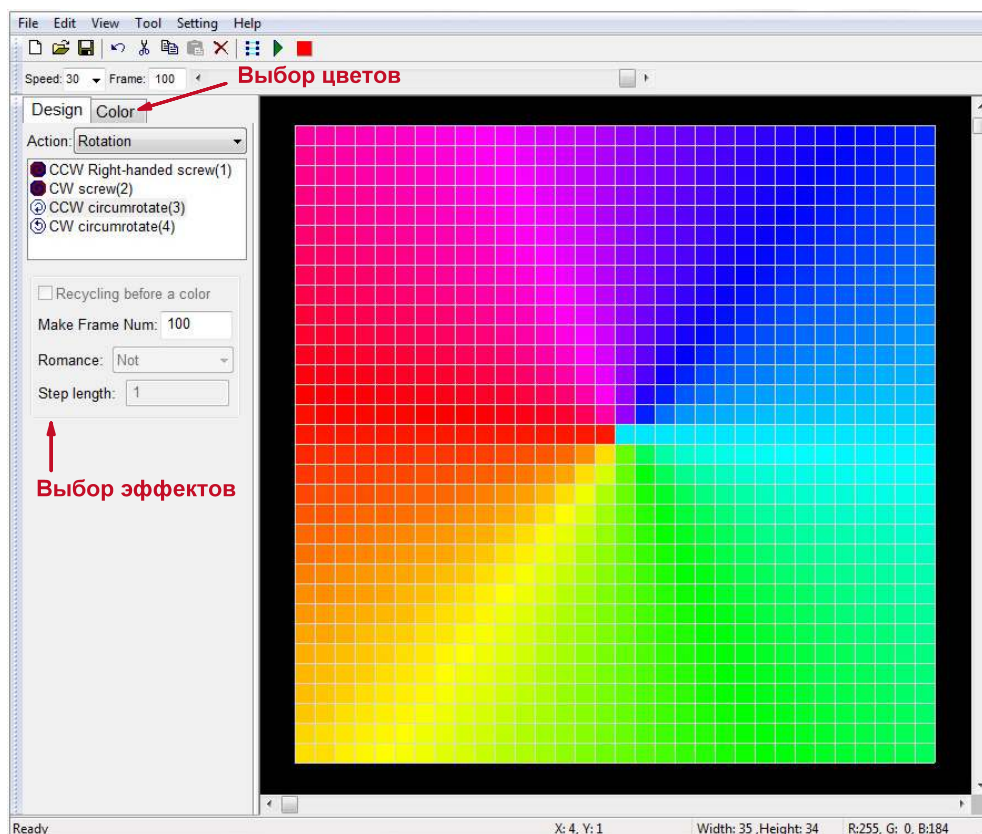 File Edit View Tool Setting Help
Speed: 30 Frame: 100
Выбор цветов
Design Color
Action: Rotation
CCW Right-handed screw(1)
CW screw(2)
CCW circumrotate(3)
CW circumrotate(4)
Recycling before a color
Make Frame Num: 100
Romance: Not
Step length: 1
Выбор эффектов
Ready X: 4, Y: 1 Width: 35 ,Height: 34 R:255, G: 0, B:184